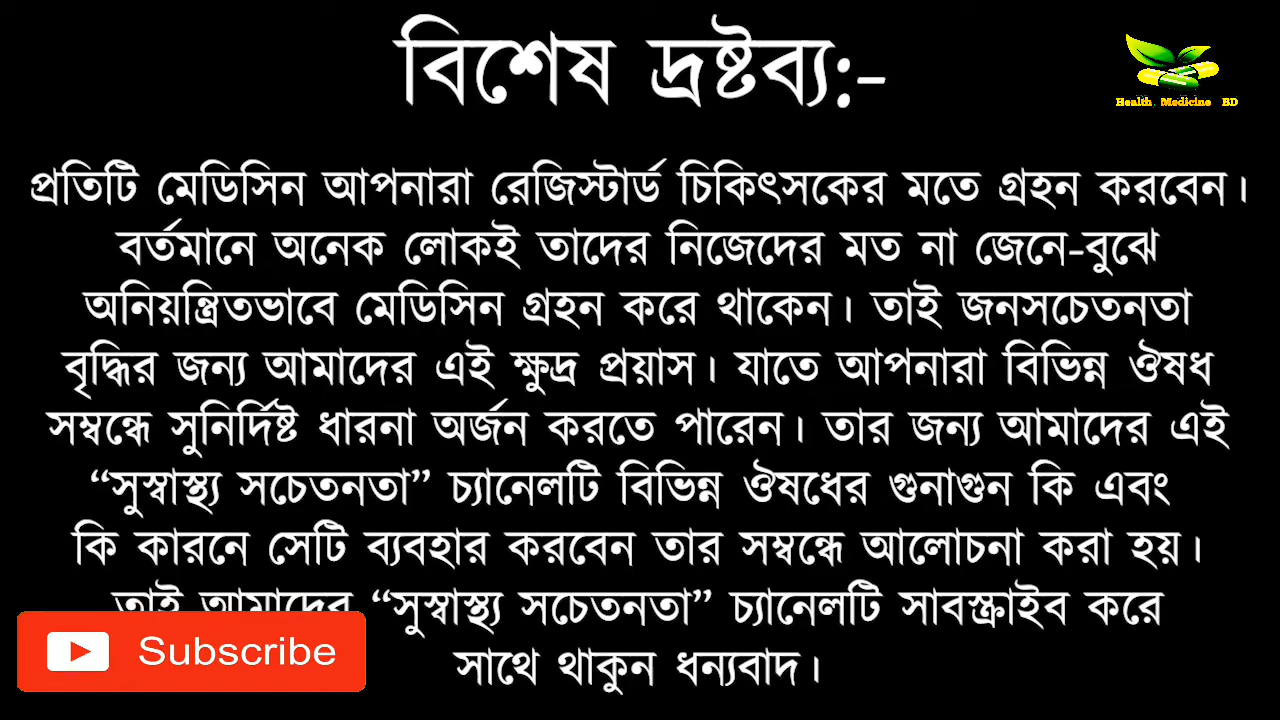 বিশেষ দ্রষ্টব্য:-
Health Medicine BD
প্রতিটি মেডিসিন আপনারা রেজিস্টার্ড চিকিৎসকের মতে গ্রহন করবেন।
বর্তমানে অনেক লোকই তাদের নিজেদের মত না জেনে-বুঝে
অনিয়ন্ত্রিতভাবে মেডিসিন গ্রহন করে থাকেন। তাই জনসচেতনতা
বৃদ্ধির জন্য আমাদের এই ক্ষুদ্র প্রয়াস। যাতে আপনারা বিভিন্ন ঔষধ
সম্বন্ধে সুনির্দিষ্ট ধারনা অর্জন করতে পারেন। তার জন্য আমাদের এই
“সুস্বাস্থ্য সচেতনতা” চ্যানেলটি বিভিন্ন ঔষধের গুনাগুন কি এবং
কি কারনে সেটি ব্যবহার করবেন তার সম্বন্ধে আলোচনা করা হয়।
তাই আমাদের “সুস্বাস্থ্য সচেতনতা” চ্যানেলটি সাবস্ক্রাইব করে
সাথে থাকুন ধন্যবাদ।
Subscribe